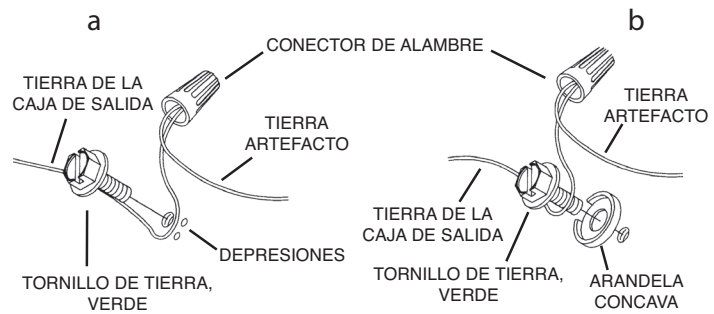 a
b
CONECTOR DE ALAMBRE
TIERRA DE LA
CAJA DE SALIDA
TIERRA
ARTEFACTO
DEPRESIONES
TORNILLO DE TIERRA,
VERDE
TIERRA
ARTEFACTO
TIERRA DE LA
CAJA DE SALIDA
TORNILLO DE TIERRA,
VERDE
ARANDELA
CONCAVA